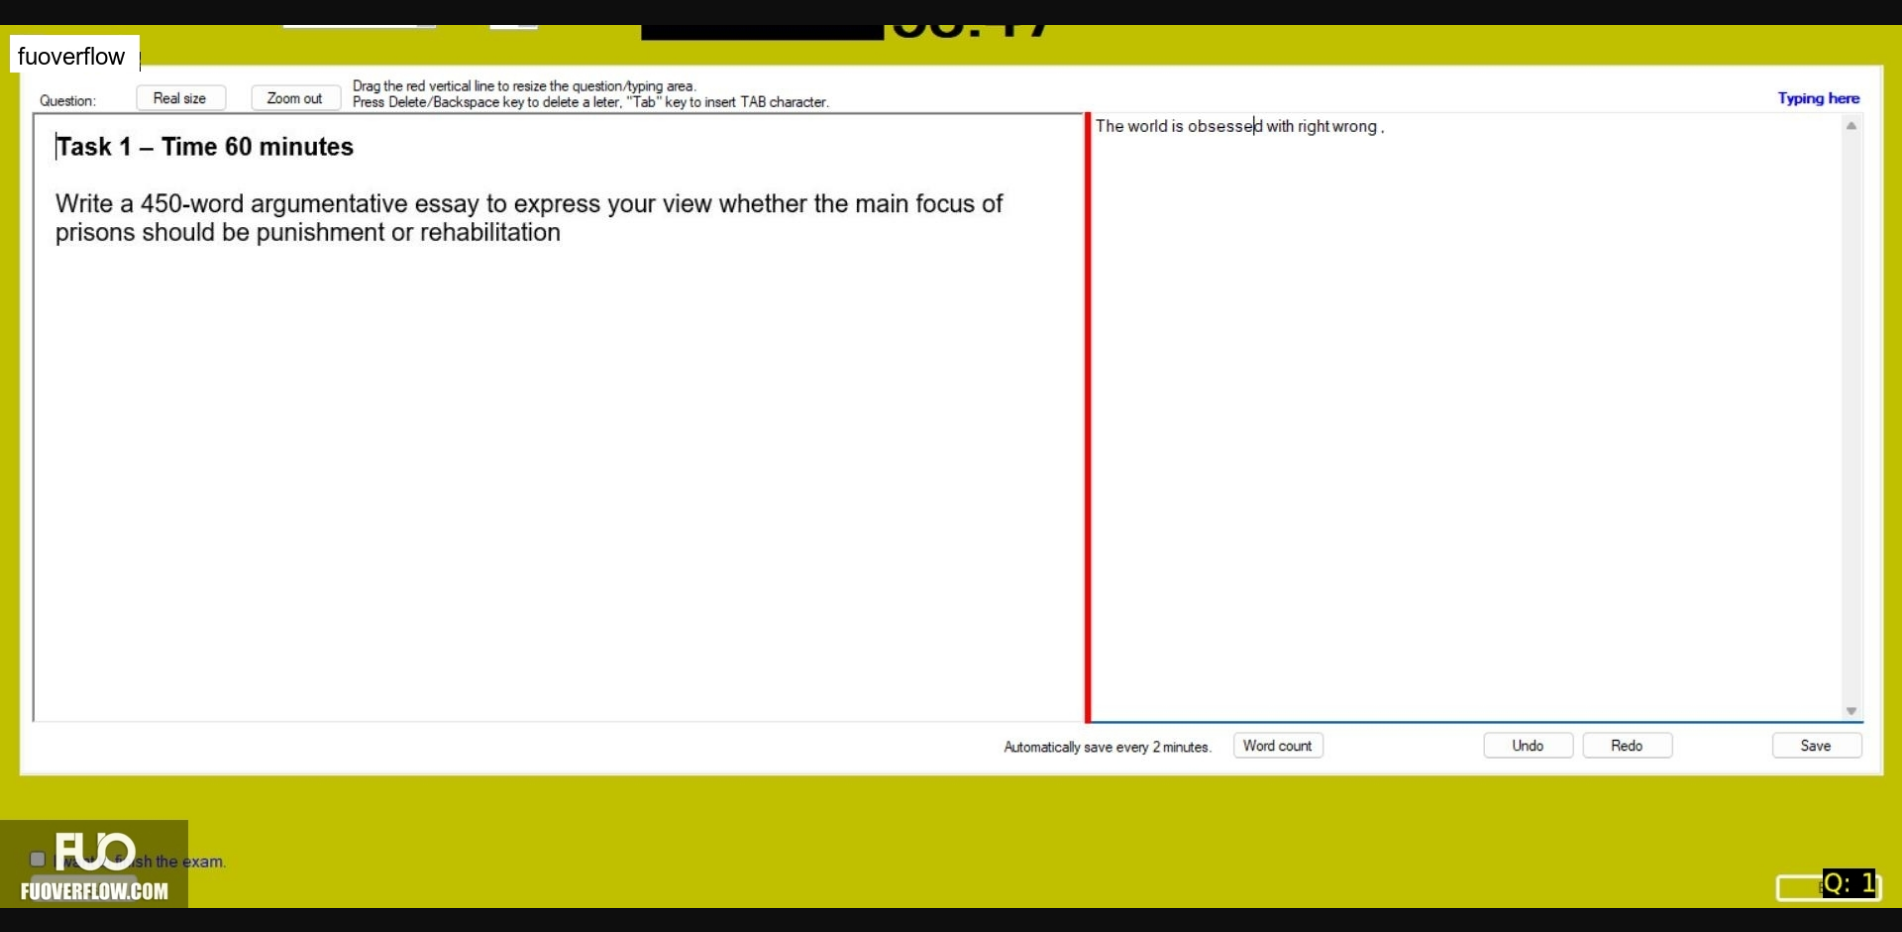 fuoverflow
Question:
Real size
Zoom out
Drag the red vertical line to resize the question/typing area.
Press Delete/Backspace key to delete a leter, "Tab" key to insert TAB character.
Typing here
Task 1 – Time 60 minutes
Write a 450-word argumentative essay to express your view whether the main focus of
prisons should be punishment or rehabilitation
The world is obsessed with right wrong ,
Automatically save every 2 minutes.
Word count
Undo
Redo
Save
FUO
the exam.
FUOVERFLOW.COM
Q: 1